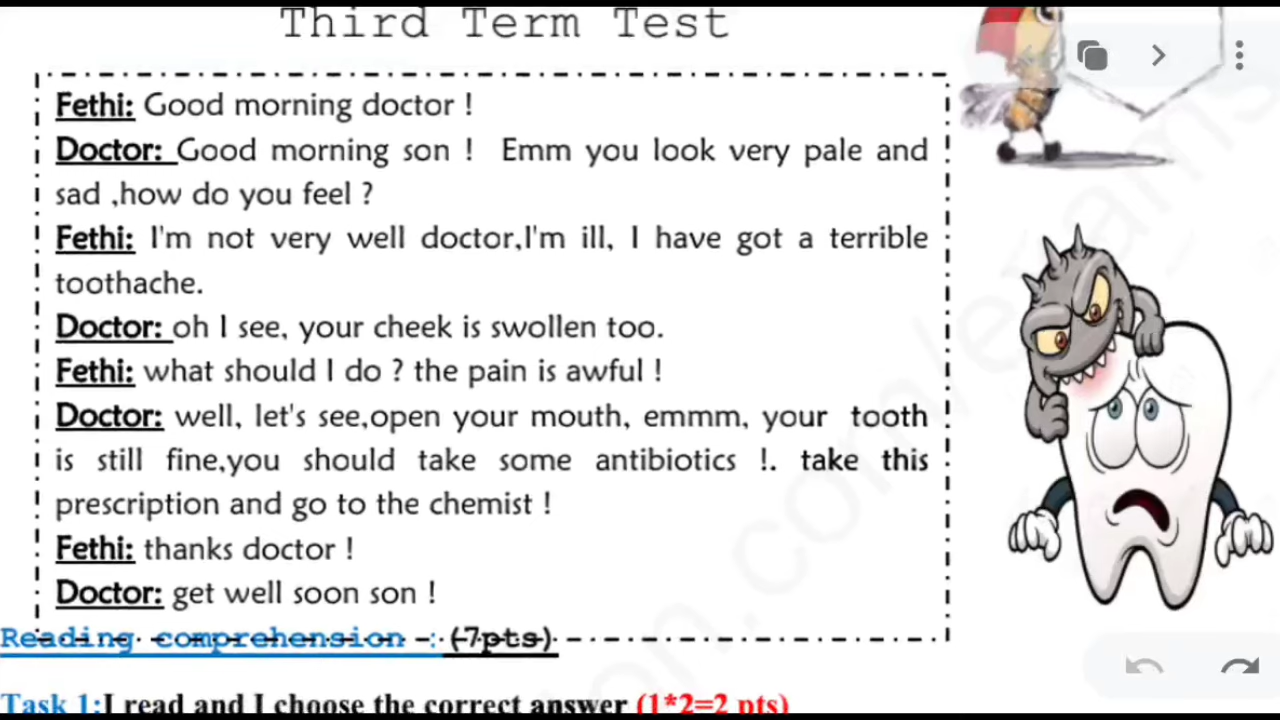 Third Term Test
Fethi: Good morning doctor !
Doctor: Good morning son ! Emm you look very pale and
sad ,how do you feel ?
Fethi: I'm not very well doctor,I'm ill, I have got a terrible
toothache.
Doctor: oh I see, your cheek is swollen too.
Fethi: what should I do ? the pain is awful !
Doctor: well, let's see,open your mouth, emmm, your tooth
is still fine,you should take some antibiotics !. take this
prescription and go to the chemist !
Fethi: thanks doctor !
Doctor: get well soon son !
Reading comprehension : (7pts)
Task 1:I read and I choose the correct answer (1*2=2 pts)